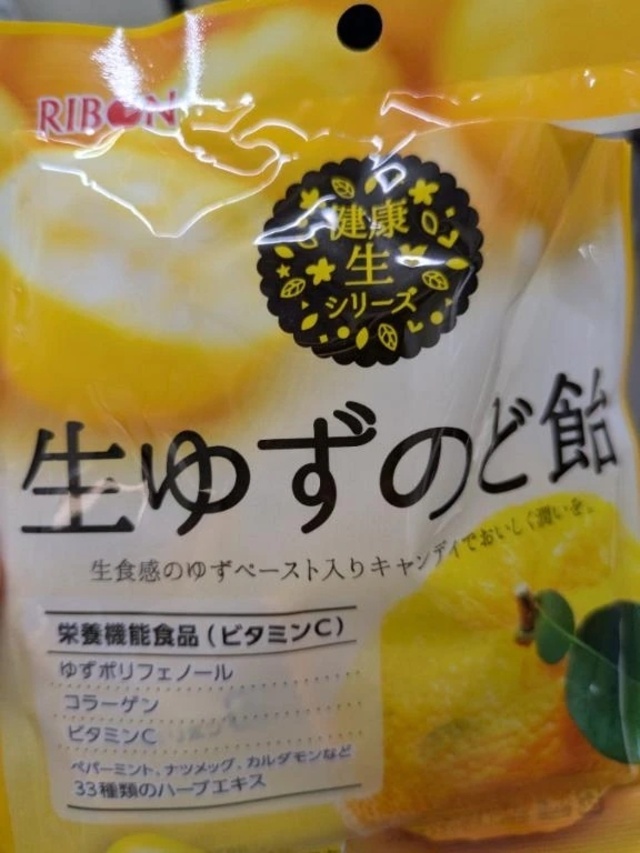 RIBON
健康
生
シリーズ
生ゆずのど飴
生食感のゆずペースト入りキャンディでおいしく潤いを。
栄養機能食品(ビタミンC)
ゆずポリフェノール
コラーゲン
ビタミンC
ペパーミント、ナツメッグ、カルダモンなど
33種類のハーブエキス